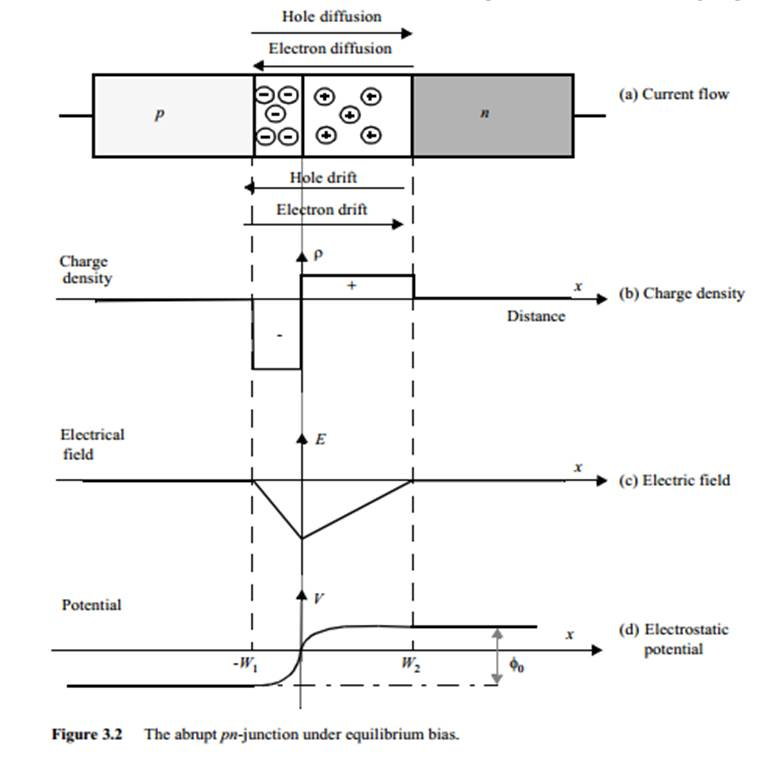 Hole diffusion
Electron diffusion
p
n
(a) Current flow
Hole drift
Electron drift
ρ
Charge
density
+
x
(b) Charge density
Distance
-
Electrical
field
E
x
(c) Electric field
Potential
V
(d) Electrostatic
potential
x
-W1
W2
ϕ0
Figure 3.2 The abrupt pn-junction under equilibrium bias.